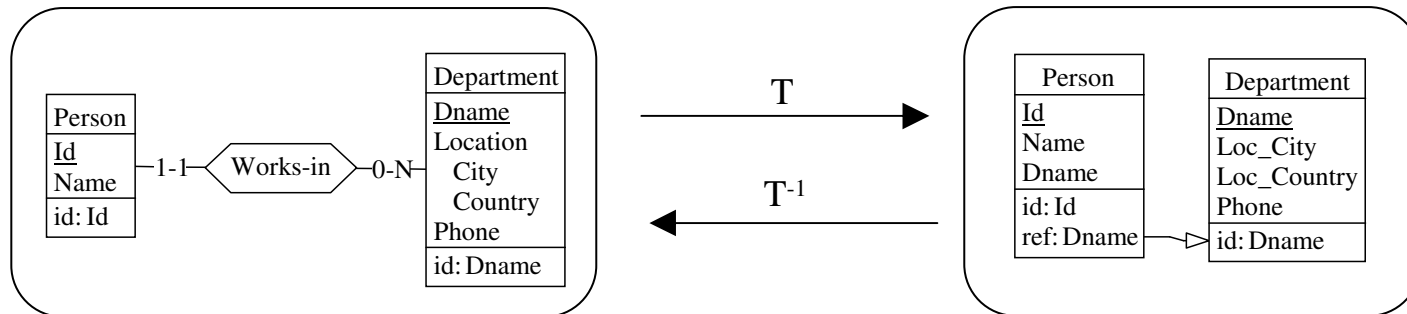 Person
Id
Name
id: Id
1-1
Works-in
0-N
Department
Dname
Location
City
Country
Phone
id: Dname
T
T-1
Person
Id
Name
Dname
id: Id
ref: Dname
Department
Dname
Loc_City
Loc_Country
Phone
id: Dname